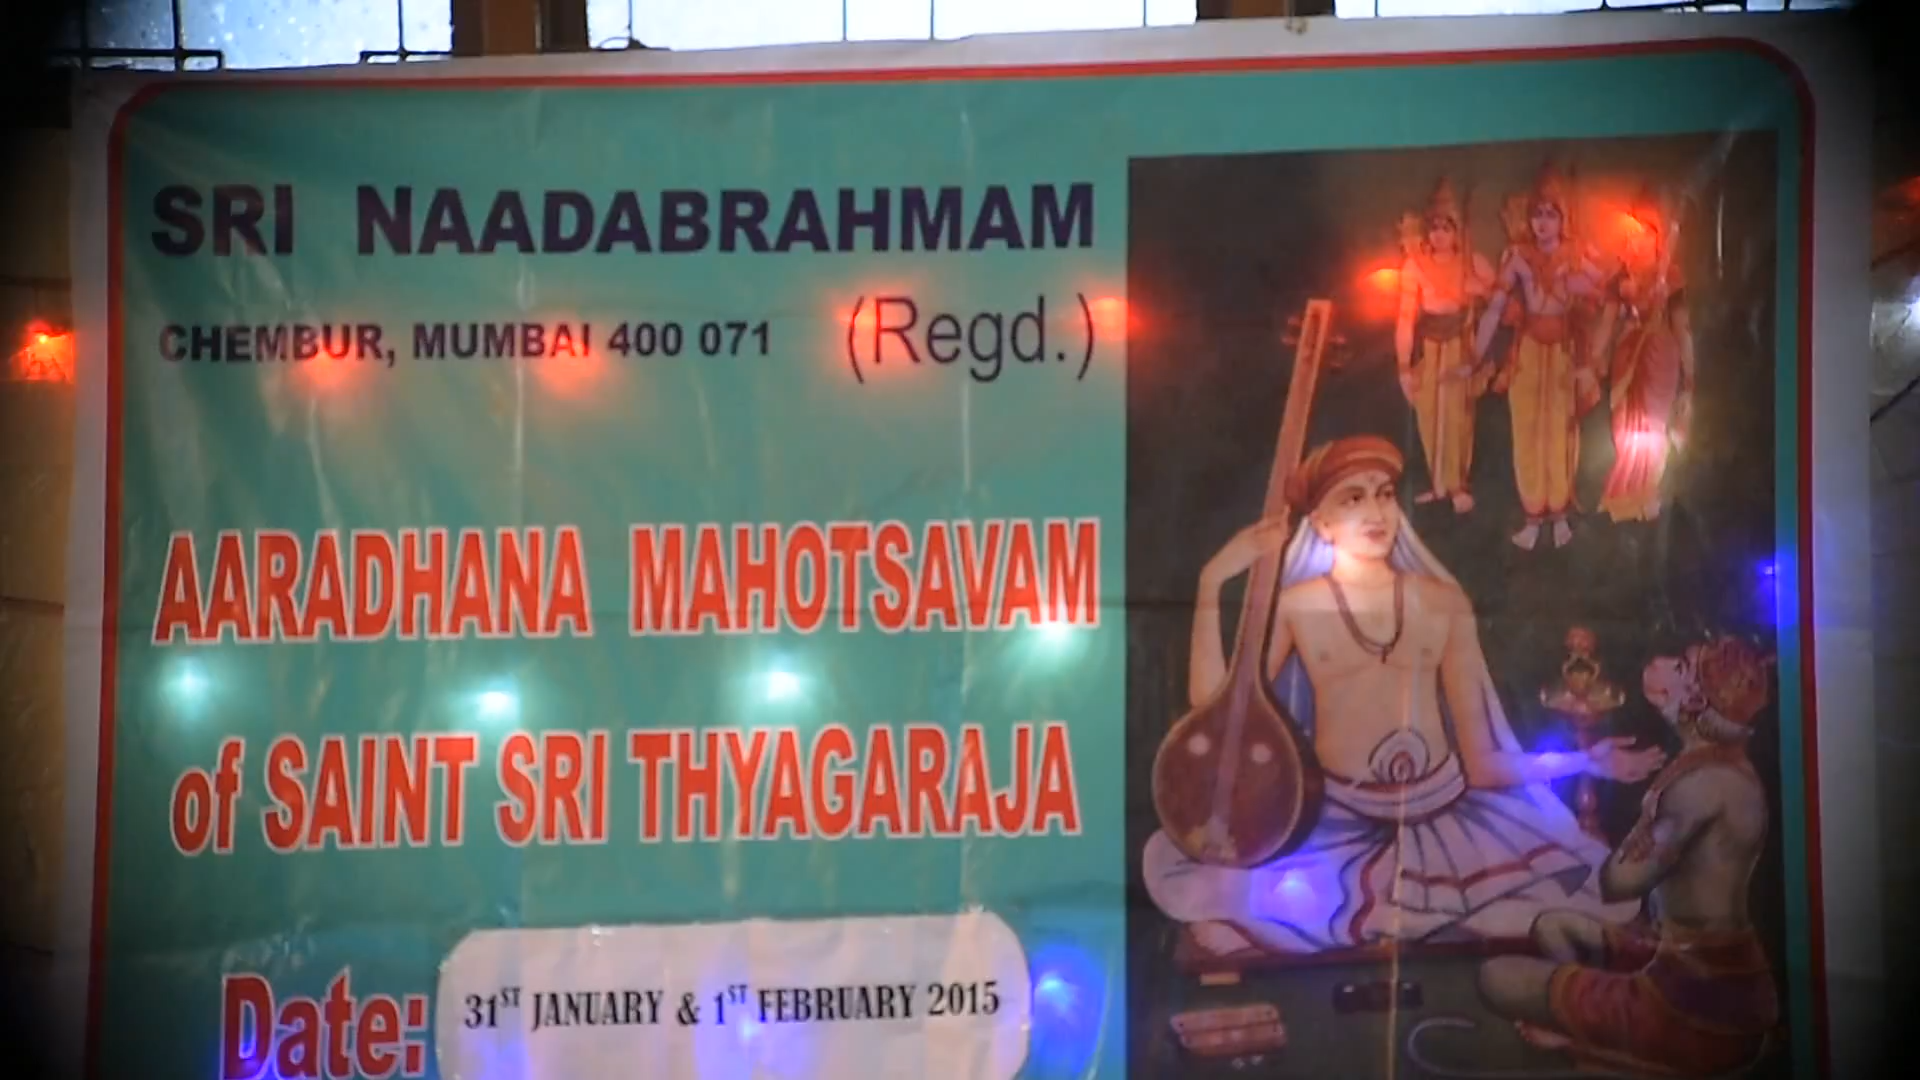 SRI NAADABRAHMAM
CHEMBUR, MUMBAI 400 071 (Regd.)
AARADHANA MAHOTSAVAM
of SAINT SRI THYAGARAJA
Date: 31ST JANUARY & 1ST FEBRUARY 2015